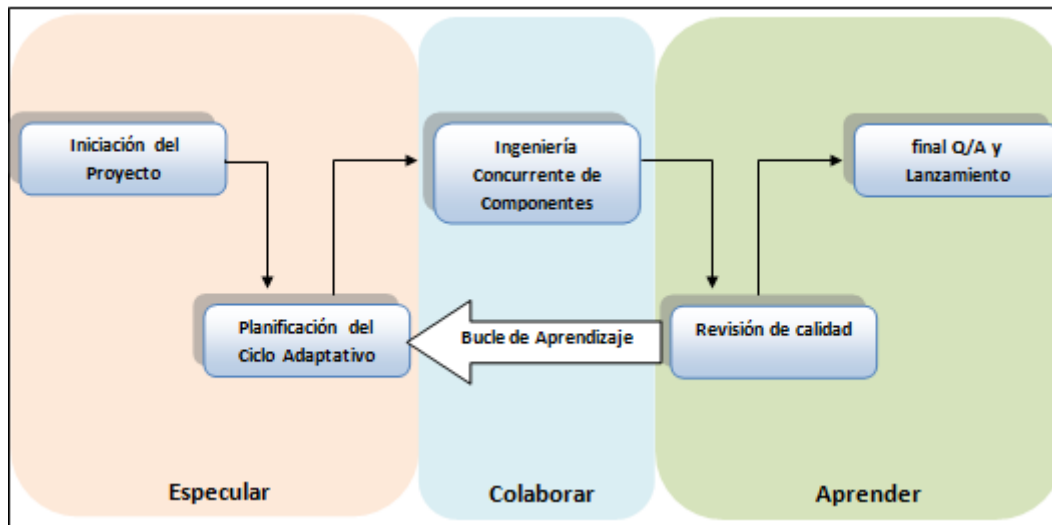 Iniciación del
Proyecto
Ingeniería
Concurrente de
Componentes
final Q/A y
Lanzamiento
Planificación del
Ciclo Adaptativo
Bucle de Aprendizaje
Revisión de calidad
Especular
Colaborar
Aprender